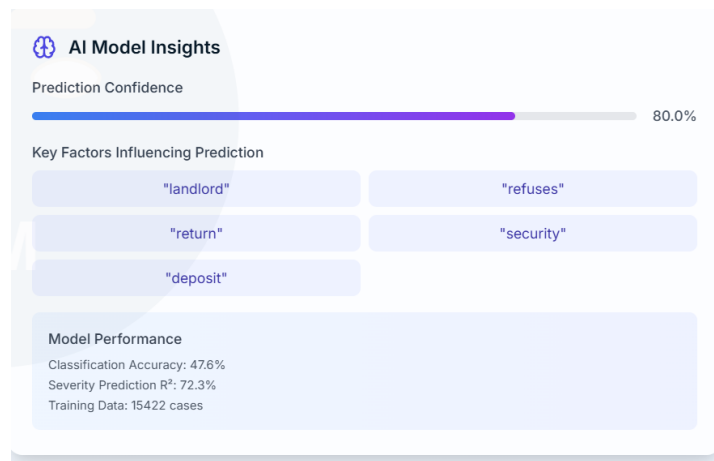 AI Model Insights
Prediction Confidence
80.0%
Key Factors Influencing Prediction
"landlord" "refuses"
"return" "security"
"deposit"
Model Performance
Classification Accuracy: 47.6%
Severity Prediction R²: 72.3%
Training Data: 15422 cases